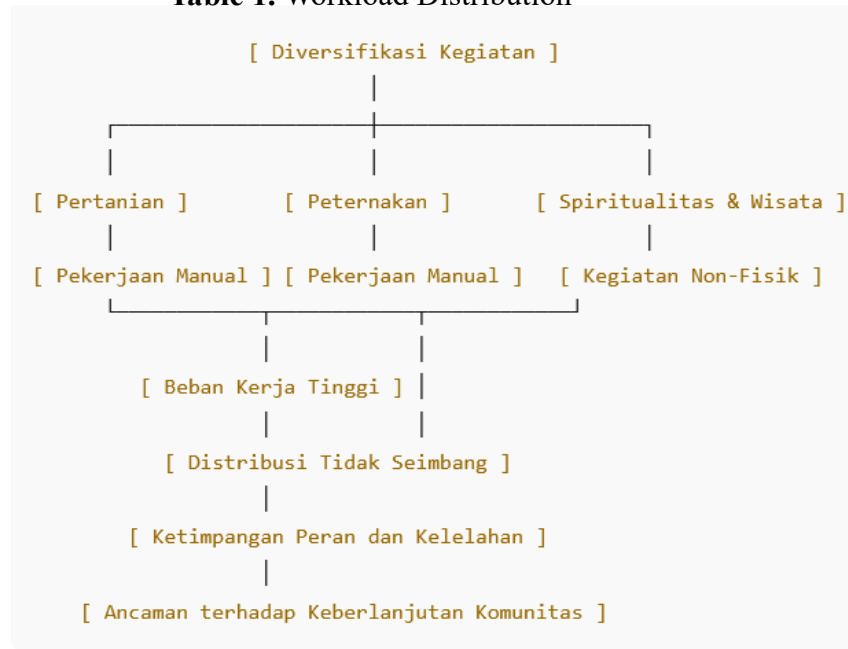 Table 1. Workload Distribution
[ Diversifikasi Kegiatan ]
[ Pertanian ] [ Peternakan ] [ Spiritualitas & Wisata ]
[ Pekerjaan Manual ] [ Pekerjaan Manual ] [ Kegiatan Non-Fisik ]
[ Beban Kerja Tinggi ]
[ Distribusi Tidak Seimbang ]
[ Ketimpangan Peran dan Kelelahan ]
[ Ancaman terhadap Keberlanjutan Komunitas ]